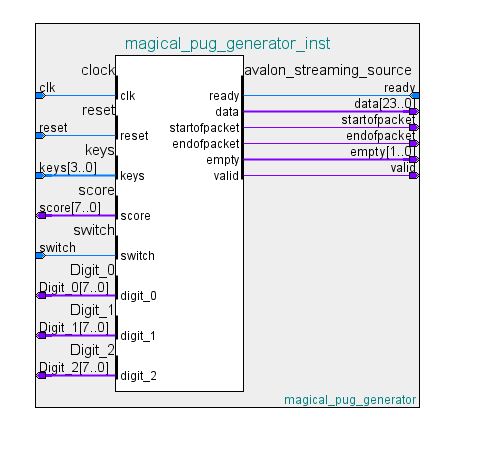 magical_pug_generator_inst
clock
avalon_streaming_source
clk
clk
ready
ready
reset
data
data[23..0]
reset
reset
startofpacket
startofpacket
keys
endofpacket
endofpacket
keys[3..0]
keys
empty
empty[1..0]
valid
valid
score
score[7..0]
score
switch
switch
switch
Digit_0
Digit_0[7..0]
digit_0
Digit_1
Digit_1[7..0]
digit_1
Digit_2
Digit_2[7..0]
digit_2
magical_pug_generator